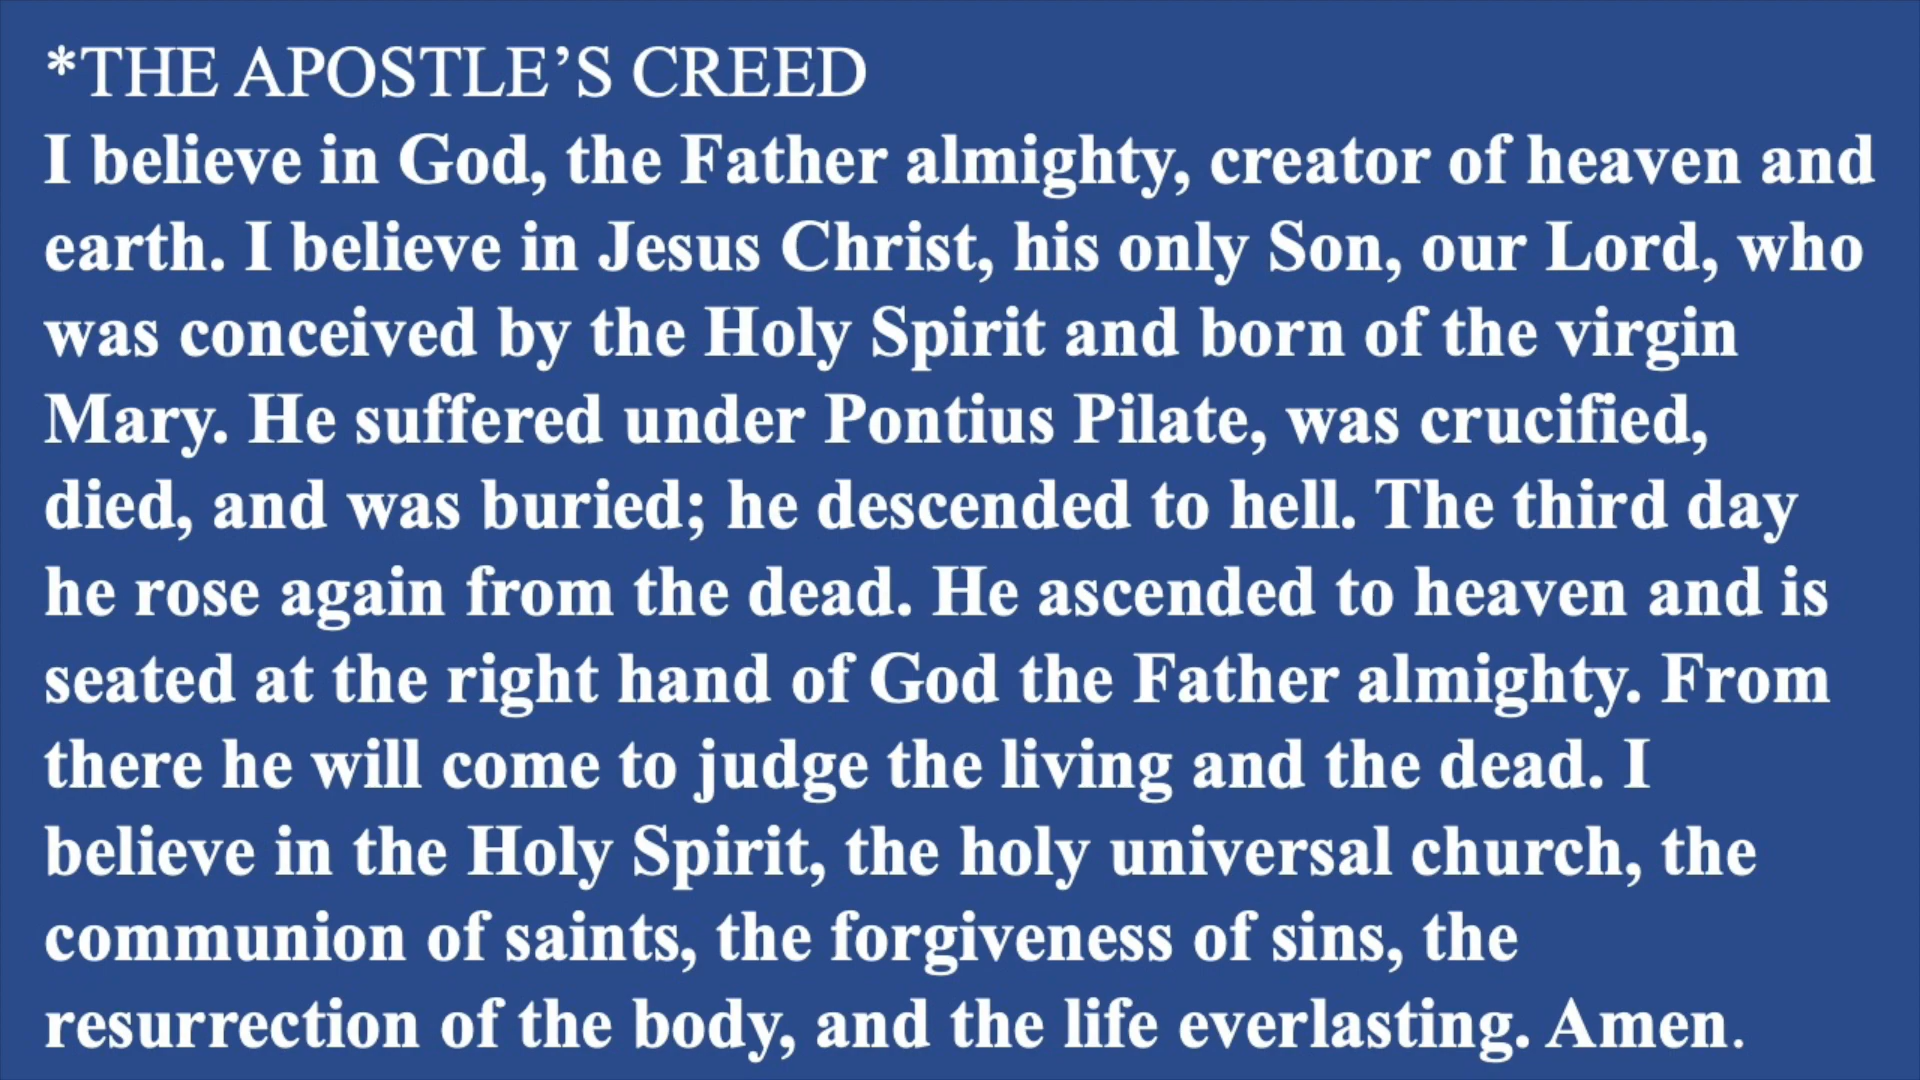 *THE APOSTLE’S CREED
I believe in God, the Father almighty, creator of heaven and
earth. I believe in Jesus Christ, his only Son, our Lord, who
was conceived by the Holy Spirit and born of the virgin
Mary. He suffered under Pontius Pilate, was crucified,
died, and was buried; he descended to hell. The third day
he rose again from the dead. He ascended to heaven and is
seated at the right hand of God the Father almighty. From
there he will come to judge the living and the dead. I
believe in the Holy Spirit, the holy universal church, the
communion of saints, the forgiveness of sins, the
resurrection of the body, and the life everlasting. Amen.